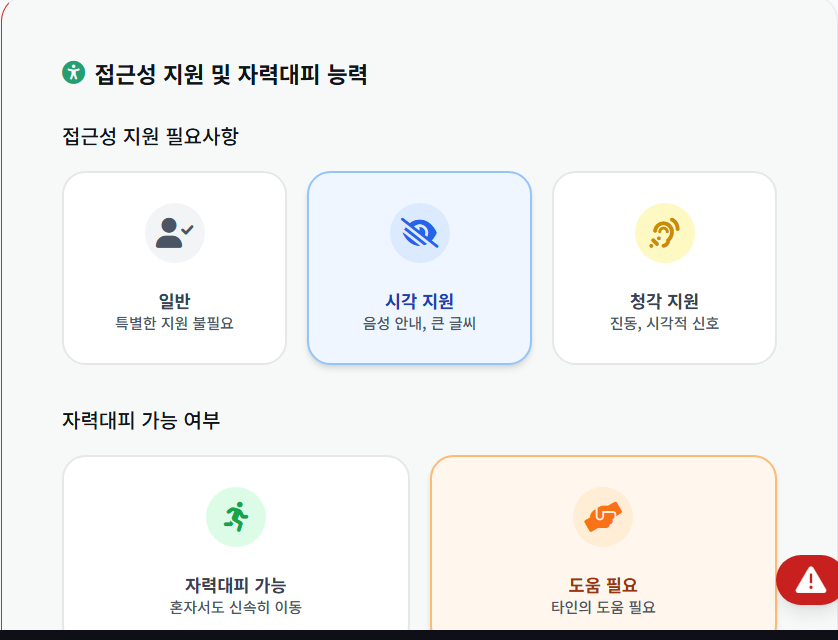 접근성 지원 및 자력대피 능력
접근성 지원 필요사항
일반
특별한 지원 불필요
시각 지원
음성 안내, 큰 글씨
청각 지원
진동, 시각적 신호
자력대피 가능 여부
자력대피 가능
혼자서도 신속히 이동
도움 필요
타인의 도움 필요